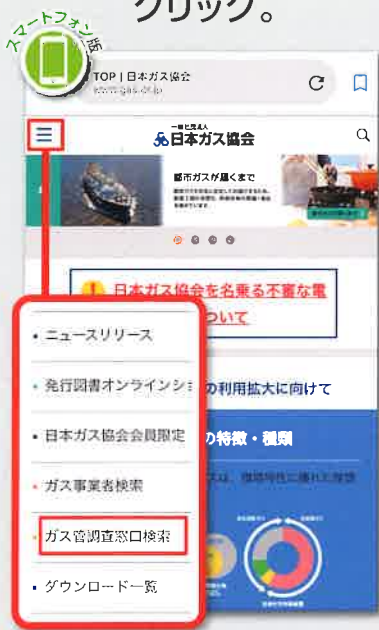 クリック。
スマートフォン版
TOP | 日本ガス協会
www.gas.or.jp
一般社団法人
日本ガス協会
都市ガスが届くまで
日本ガス協会を名乗る不審な電
ついて
・ニュースリリース
・発行図書オンラインショ
の利用拡大に向けて
・日本ガス協会会員限定
の特徴・種類
・ガス事業者検索
・ガス管調査窓口検索
・ダウンロード一覧